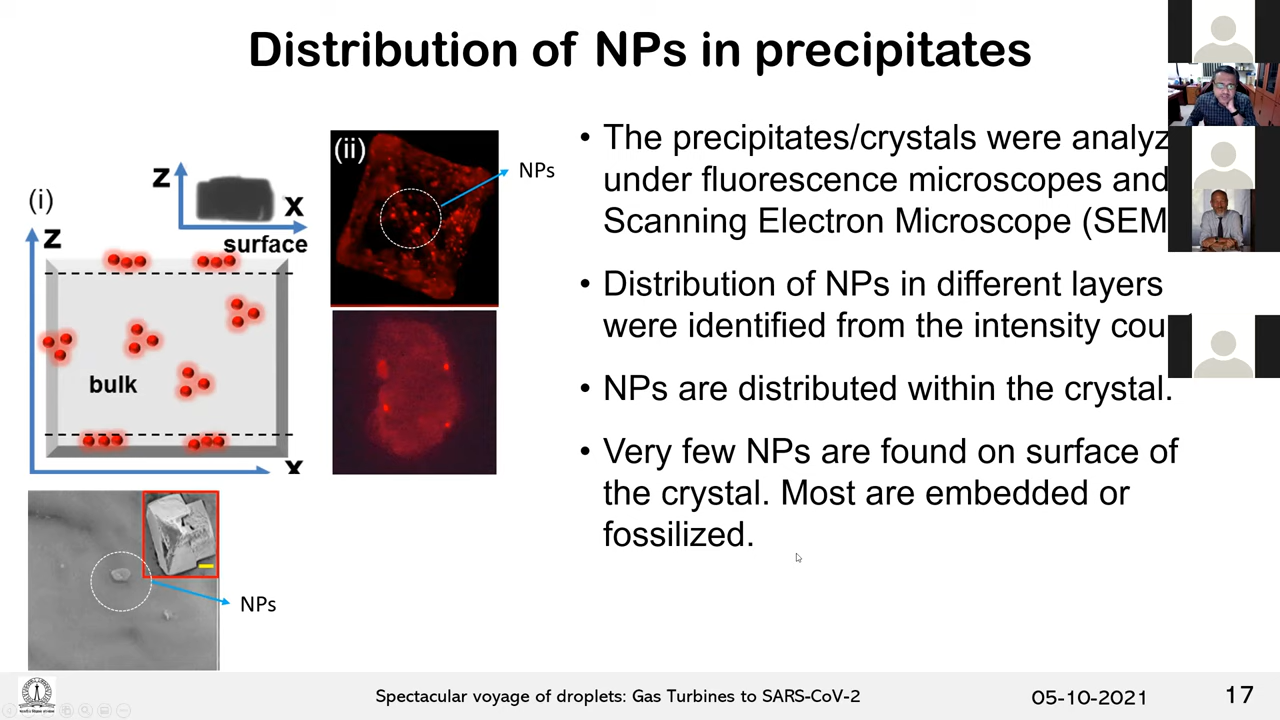 Distribution of NPs in precipitates
(i)
z
x
surface
z
bulk
x
(ii)
NPs
NPs
• The precipitates/crystals were analyz
under fluorescence microscopes and
Scanning Electron Microscope (SEM
• Distribution of NPs in different layers
were identified from the intensity cou
• NPs are distributed within the crystal.
• Very few NPs are found on surface of
the crystal. Most are embedded or
fossilized.
Spectacular voyage of droplets: Gas Turbines to SARS-CoV-2
05-10-2021
17